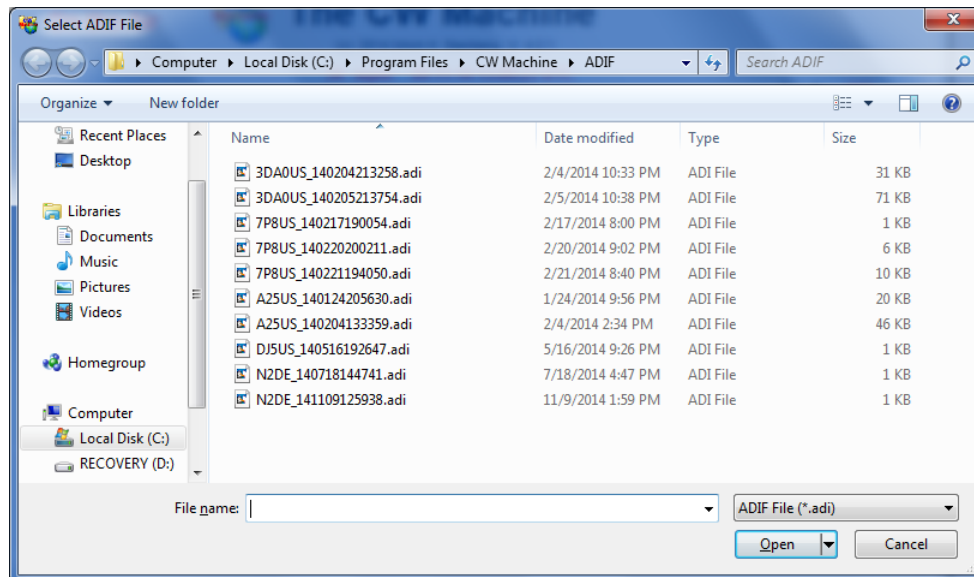 The CW Machine
Select ADIF File
Computer Local Disk (C:) Program Files CW Machine ADIF
Search ADIF
Organize New folder
Recent Places
Desktop
Libraries
Documents
Music
Pictures
Videos
Homegroup
Computer
Local Disk (C:)
RECOVERY (D:)
Name Date modified Type Size
3DA0US_140204213258.adi 2/4/2014 10:33 PM ADI File 31 KB
3DA0US_140205213754.adi 2/5/2014 10:38 PM ADI File 71 KB
7P8US_140217190054.adi 2/17/2014 8:00 PM ADI File 1 KB
7P8US_140220200211.adi 2/20/2014 9:02 PM ADI File 6 KB
7P8US_140221194050.adi 2/21/2014 8:40 PM ADI File 10 KB
A25US_140124205630.adi 1/24/2014 9:56 PM ADI File 20 KB
A25US_140204133359.adi 2/4/2014 2:34 PM ADI File 46 KB
DJ5US_140516192647.adi 5/16/2014 9:26 PM ADI File 1 KB
N2DE_140718144741.adi 7/18/2014 4:47 PM ADI File 1 KB
N2DE_141109125938.adi 11/9/2014 1:59 PM ADI File 1 KB
File name:
ADIF File (*.adi)
Open Cancel